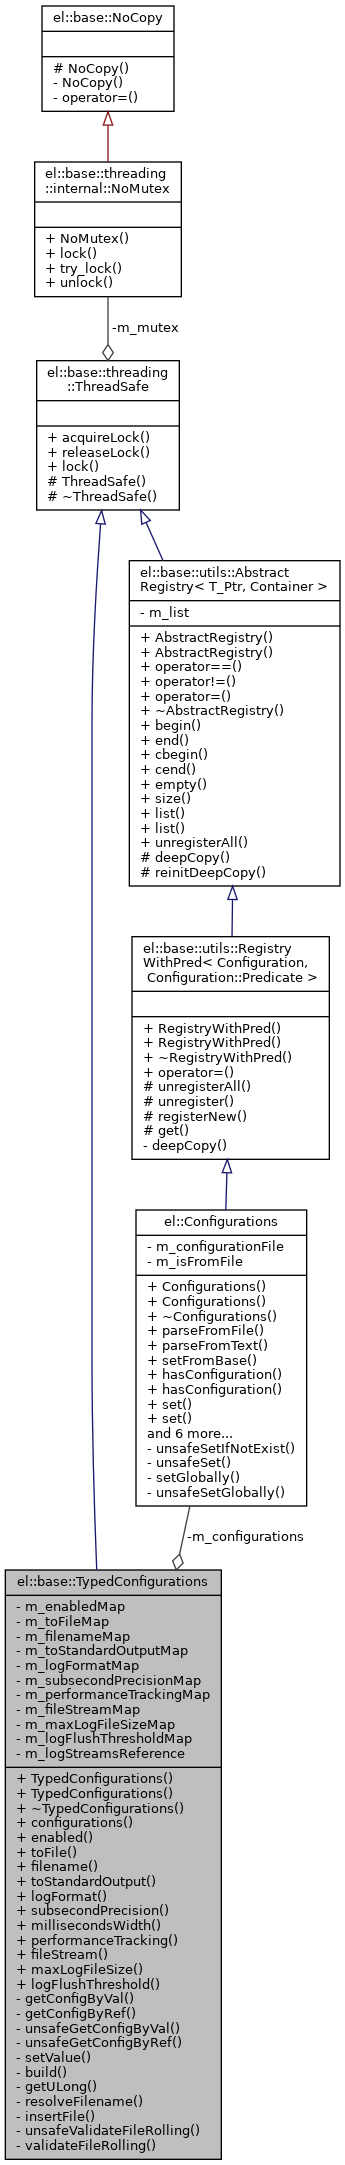 el::base::NoCopy
# NoCopy()
- NoCopy()
- operator=()
el::base::threading
::internal::NoMutex
+ NoMutex()
+ lock()
+ try_lock()
+ unlock()
-m_mutex
el::base::threading
::ThreadSafe
+ acquireLock()
+ releaseLock()
+ lock()
# ThreadSafe()
# ~ThreadSafe()
el::base::utils::Abstract
Registry< T_Ptr, Container >
- m_list
+ AbstractRegistry()
+ AbstractRegistry()
+ operator==()
+ operator!=()
+ operator=()
+ ~AbstractRegistry()
+ begin()
+ end()
+ cbegin()
+ cend()
+ empty()
+ size()
+ list()
+ list()
+ unregisterAll()
# deepCopy()
# reinitDeepCopy()
el::base::utils::Registry
WithPred< Configuration,
Configuration::Predicate >
+ RegistryWithPred()
+ RegistryWithPred()
+ ~RegistryWithPred()
+ operator=()
# unregisterAll()
# unregister()
# registerNew()
# get()
- deepCopy()
el::Configurations
- m_configurationFile
- m_isFromFile
+ Configurations()
+ Configurations()
+ ~Configurations()
+ parseFromFile()
+ parseFromText()
+ setFromBase()
+ hasConfiguration()
+ hasConfiguration()
+ set()
+ set()
and 6 more...
- unsafeSetIfNotExist()
- unsafeSet()
- setGlobally()
- unsafeSetGlobally()
-m_configurations
el::base::TypedConfigurations
- m_enabledMap
- m_toFileMap
- m_filenameMap
- m_toStandardOutputMap
- m_logFormatMap
- m_subsecondPrecisionMap
- m_performanceTrackingMap
- m_fileStreamMap
- m_maxLogFileSizeMap
- m_logFlushThresholdMap
- m_logStreamsReference
+ TypedConfigurations()
+ TypedConfigurations()
+ ~TypedConfigurations()
+ configurations()
+ enabled()
+ toFile()
+ filename()
+ toStandardOutput()
+ logFormat()
+ subsecondPrecision()
+ millisecondsWidth()
+ performanceTracking()
+ fileStream()
+ maxLogFileSize()
+ logFlushThreshold()
- getConfigByVal()
- getConfigByRef()
- unsafeGetConfigByVal()
- unsafeGetConfigByRef()
- setValue()
- build()
- getULong()
- resolveFilename()
- insertFile()
- unsafeValidateFileRolling()
- validateFileRolling()